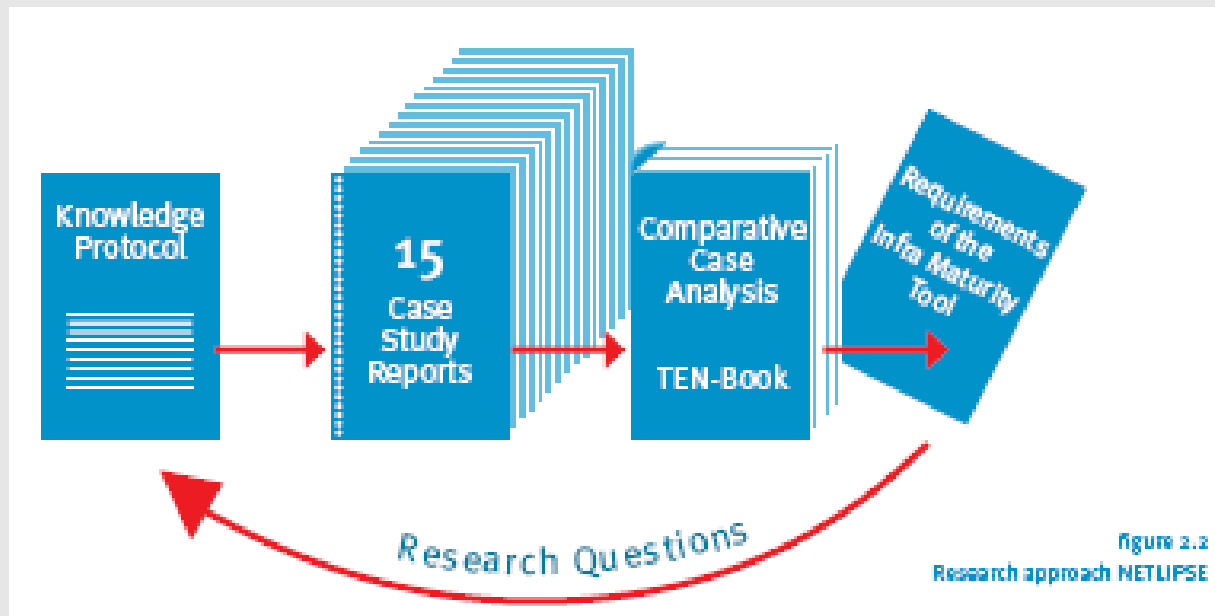 Knowledge
Protocol
15
Case
Study
Reports
Comparative
Case
Analysis
TEN-Book
Requirements
of the
Infra Maturity
Tool
Research Questions
figure 2.2
Research approach NETLIPSE